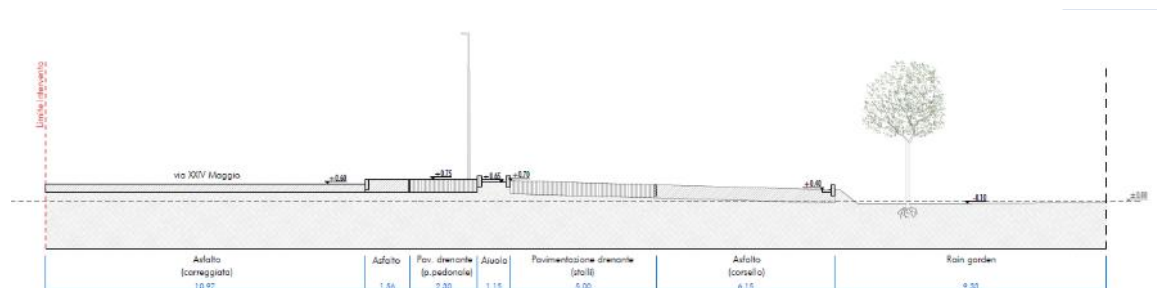 Limite Intervento
via XXIV Maggio
+0.60
+0.75
+0.65
+0.70
+0.40
-0.10
±0.00
Asfalto
(carreggiata)
Asfalto
Pav. drenante
(p.pedonale)
Aiuola
Pavimentazione drenante
(stalli)
Asfalto
(corsello)
Rain garden
10.97
1.56
2.30
1.15
5.00
6.15